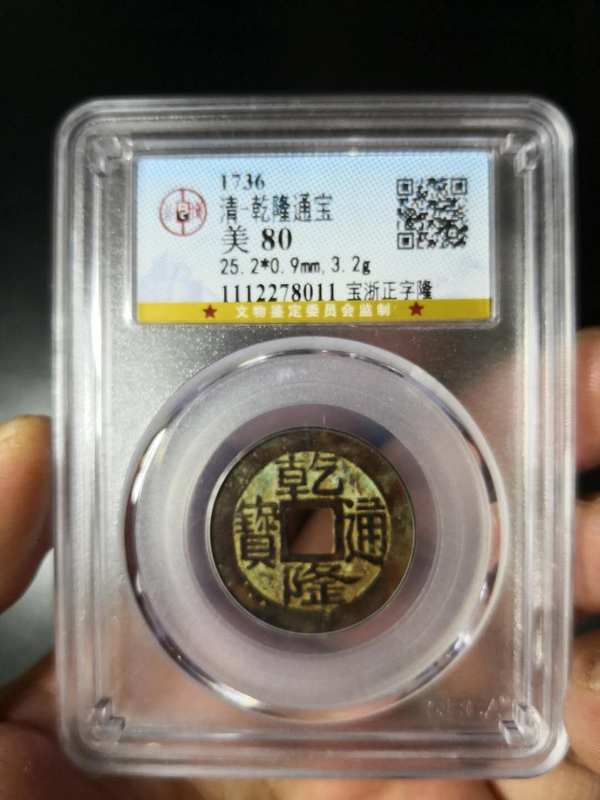 1736
清-乾隆通宝
美 80
25.2*0.9mm, 3.2g
1112278011 宝浙正字隆
★ 文物鉴定委员会监制 ★
G
乾隆通寶